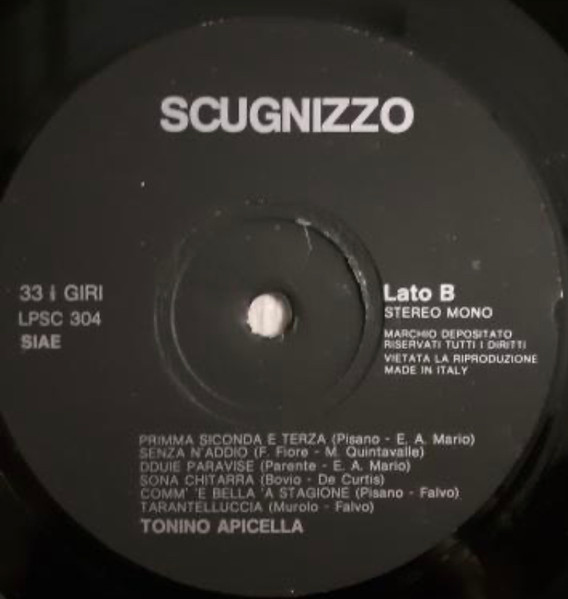 SCUGNIZZO
33 i GIRI
LPSC 304
SIAE
Lato B
STEREO MONO
MARCHIO DEPOSITATO
RISERVATI TUTTI I DIRITTI
VIETATA LA RIPRODUZIONE
MADE IN ITALY
PRIMMA SICONDA E TERZA (Pisano - E. A. Mario)
SENZA N'ADDIO (F. Fiore - M. Quintavalle)
DDUIE PARAVISE (Parente - E. A. Mario)
SONA CHITARRA (Bovio - De Curtis)
COMM' 'E BELLA 'A STAGIONE (Pisano - Falvo)
TARANTELLUCCIA (Murolo - Falvo)
TONINO APICELLA